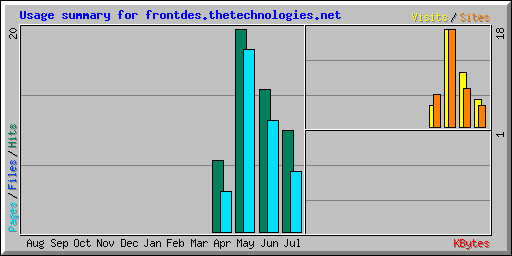 Usage summary for frontdes.thetechnologies.net
Visits/Sites
20
18
Pages/Files/Hits
1
Aug Sep Oct Nov Dec Jan Feb Mar Apr May Jun Jul
KBytes